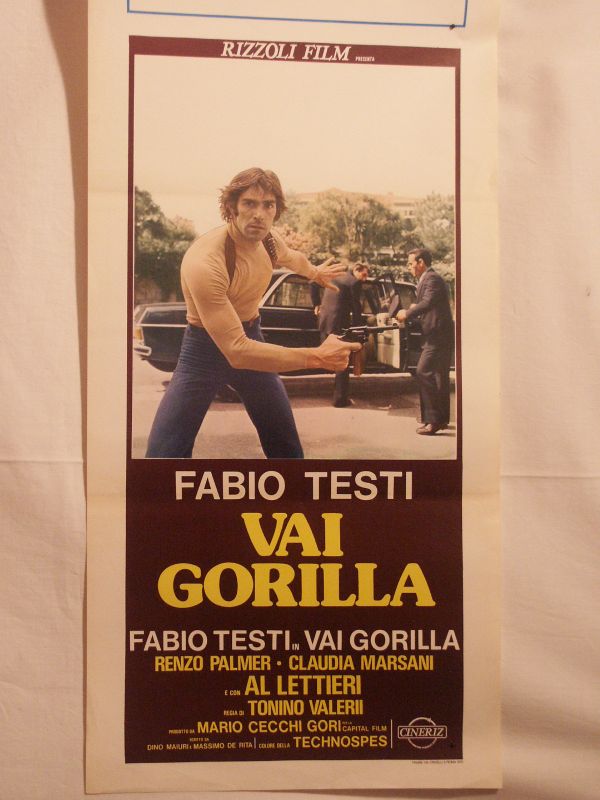 RIZZOLI FILM PRESENTA
FABIO TESTI
VAI
GORILLA
FABIO TESTI IN VAI GORILLA
RENZO PALMER · CLAUDIA MARSANI
E CON AL LETTIERI
REGIA DI TONINO VALERII
PRODOTTO DA MARIO CECCHI GORI PER LA CAPITAL FILM
SCRITTO DA DINO MAIURI E MASSIMO DE RITA
COLORE DELLA TECHNOSPES
CINERIZ